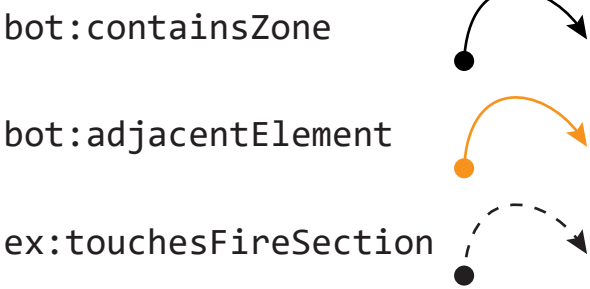 bot:containsZone
bot:adjacentElement
ex:touchesFireSection